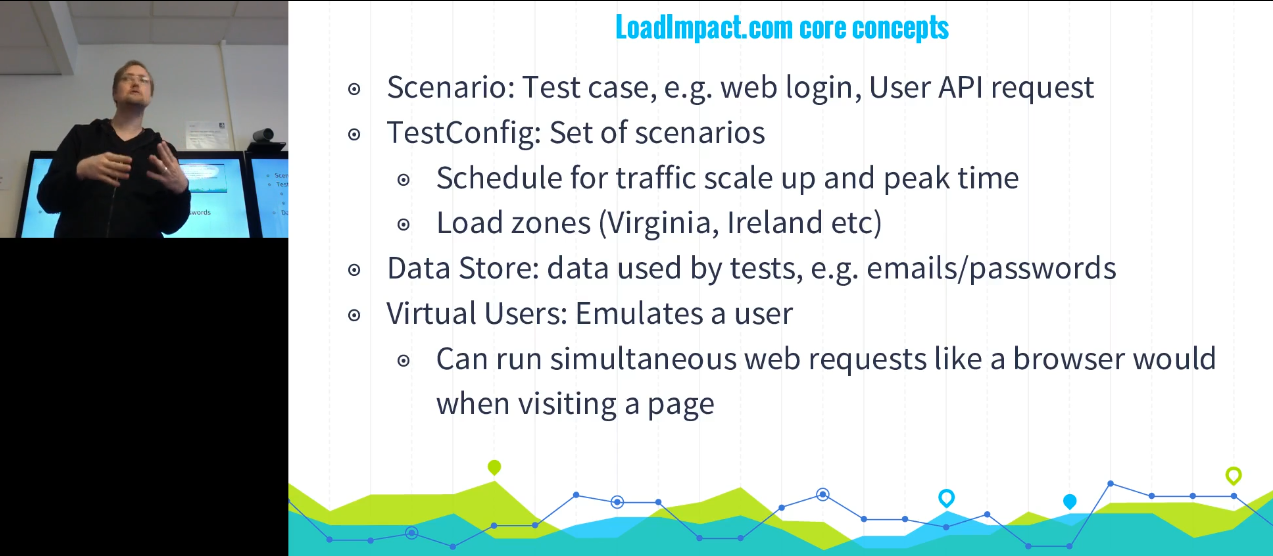 LoadImpact.com core concepts
Scenario: Test case, e.g. web login, User API request
TestConfig: Set of scenarios
Schedule for traffic scale up and peak time
Load zones (Virginia, Ireland etc)
Data Store: data used by tests, e.g. emails/passwords
Virtual Users: Emulates a user
Can run simultaneous web requests like a browser would
when visiting a page